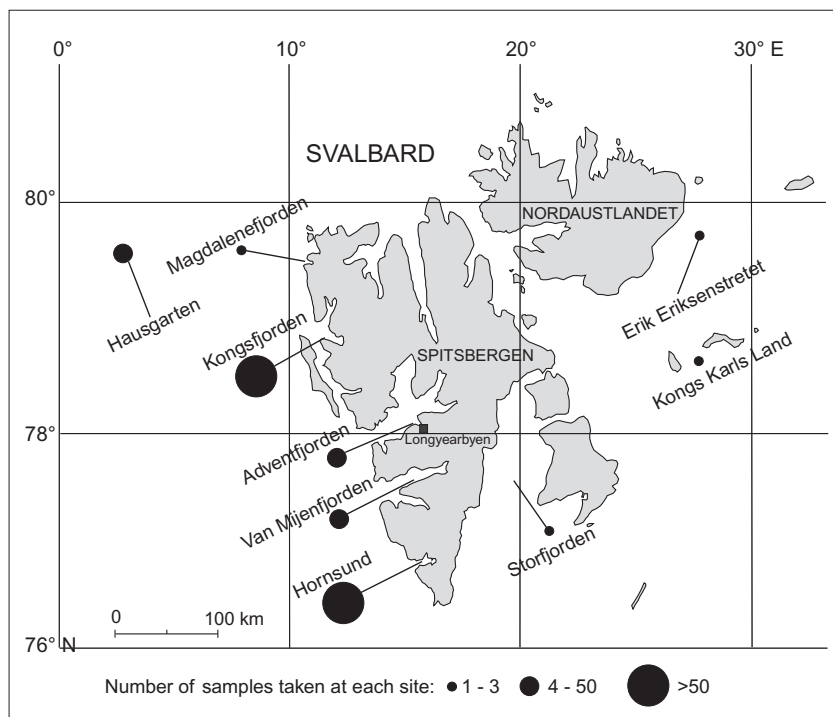 0° 10° 20° 30° E
SVALBARD
80°
NORDAUSTLANDET
Magdalenefjorden
Hausgarten
Erik Eriksenstretet
Kongsfjorden
SPITSBERGEN
Kongs Karls Land
78°
Adventfjorden
Longyearbyen
Van Mijenfjorden
Storfjorden
Hornsund
0 100 km
76° N
Number of samples taken at each site: 1 - 3 4 - 50 >50